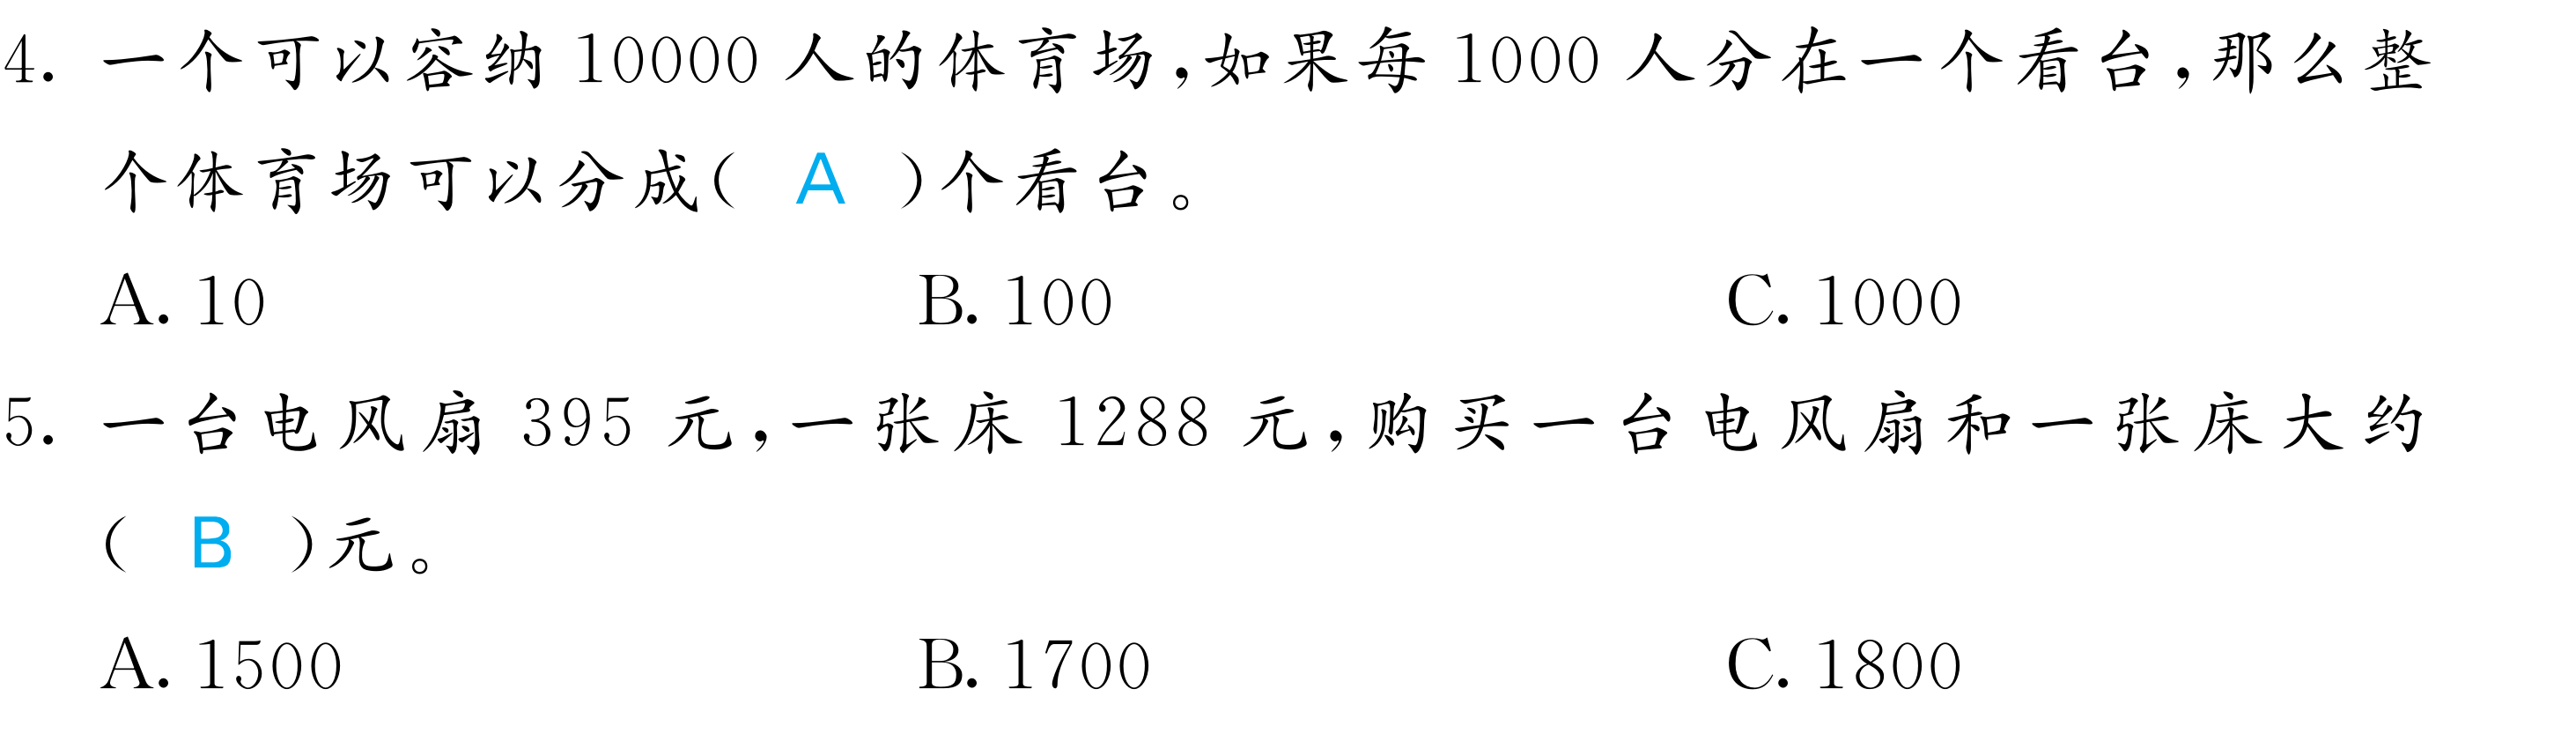 4. 一个可以容纳 10000 人的体育场,如果每 1000 人分在一个看台,那么整
个体育场可以分成( A )个看台。
A. 10 B. 100 C. 1000
5. 一台电风扇 395 元,一张床 1288 元,购买一台电风扇和一张床大约
( B )元。
A. 1500 B. 1700 C. 1800